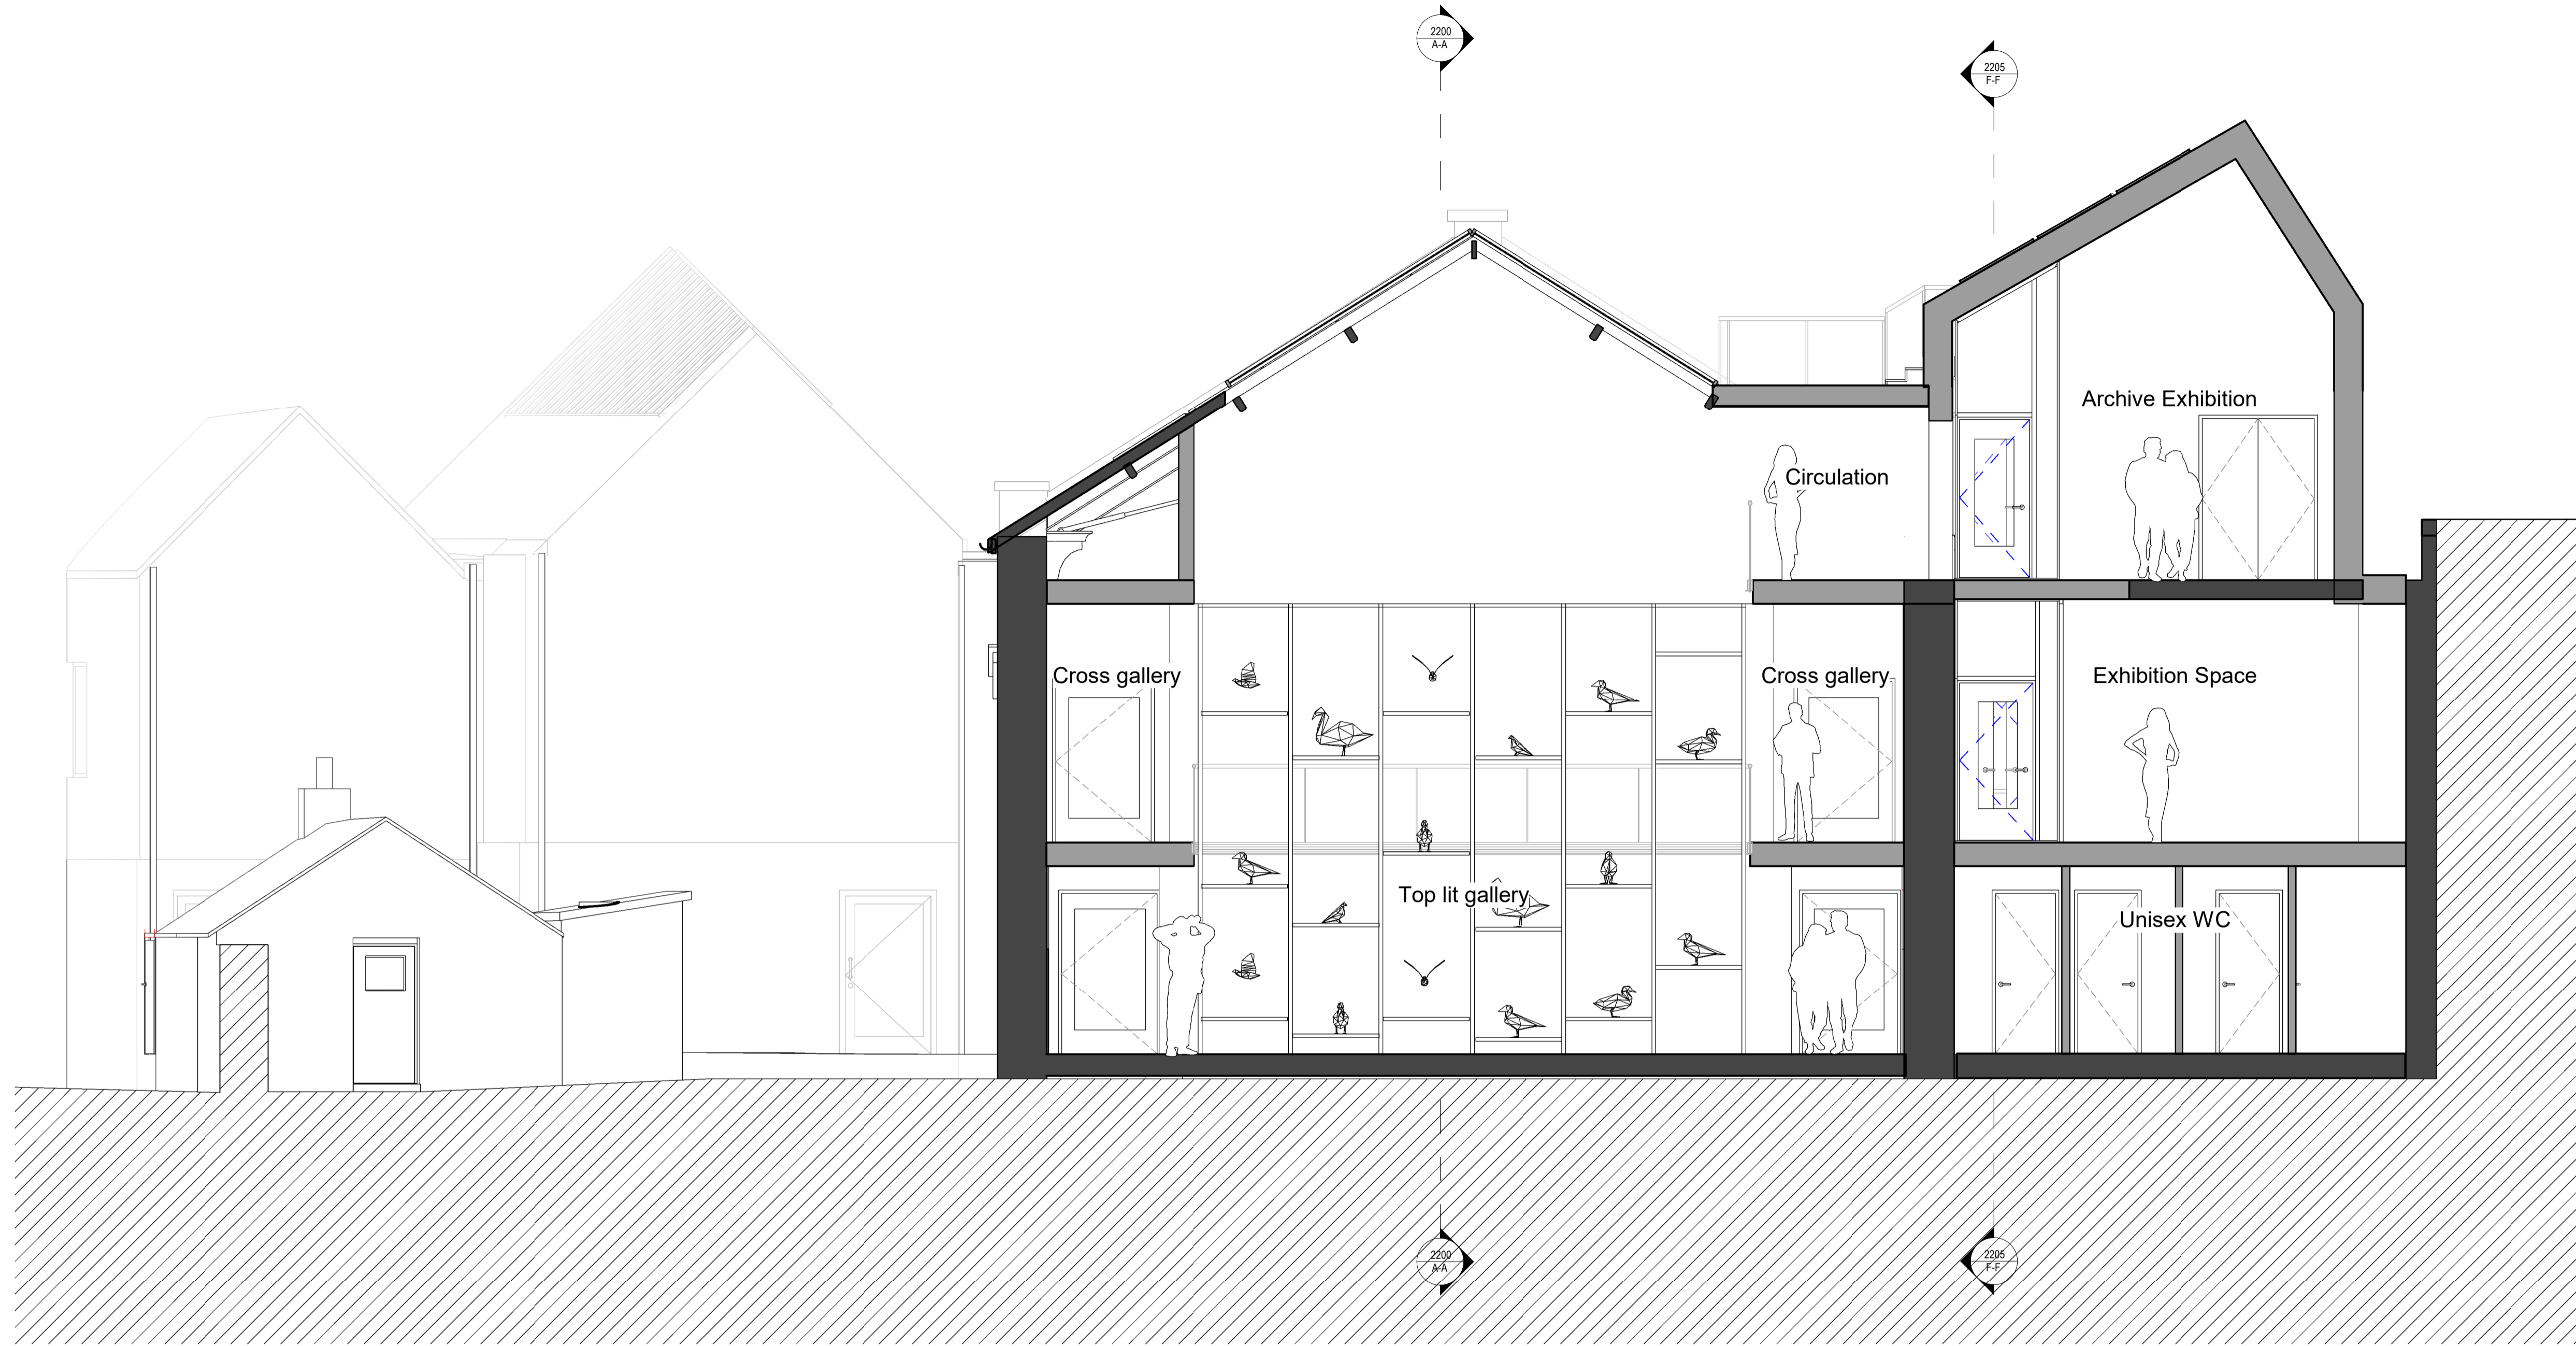 2200
A-A
2205
F-F
Archive Exhibition
Circulation
Cross gallery
Cross gallery
Exhibition Space
Top lit gallery
Unisex WC
2200
A-A
2205
F-F